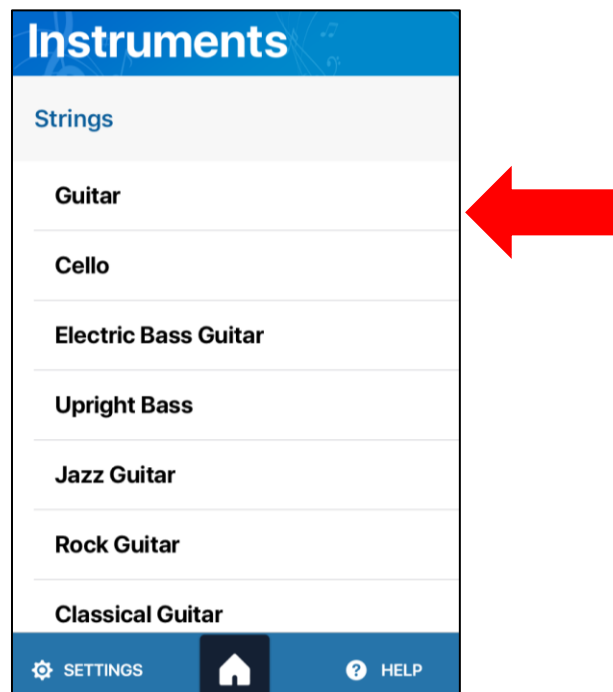 Instruments
Strings
Guitar
Cello
Electric Bass Guitar
Upright Bass
Jazz Guitar
Rock Guitar
Classical Guitar
SETTINGS ? HELP